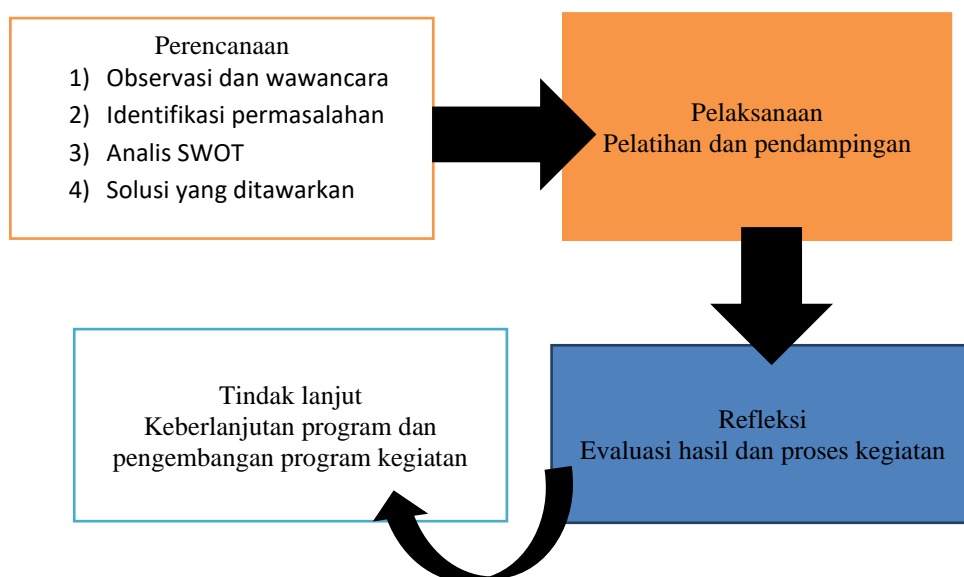 Perencanaan
1) Observasi dan wawancara
2) Identifikasi permasalahan
3) Analis SWOT
4) Solusi yang ditawarkan
Pelaksanaan
Pelatihan dan pendampingan
Refleksi
Evaluasi hasil dan proses kegiatan
Tindak lanjut
Keberlanjutan program dan
pengembangan program kegiatan